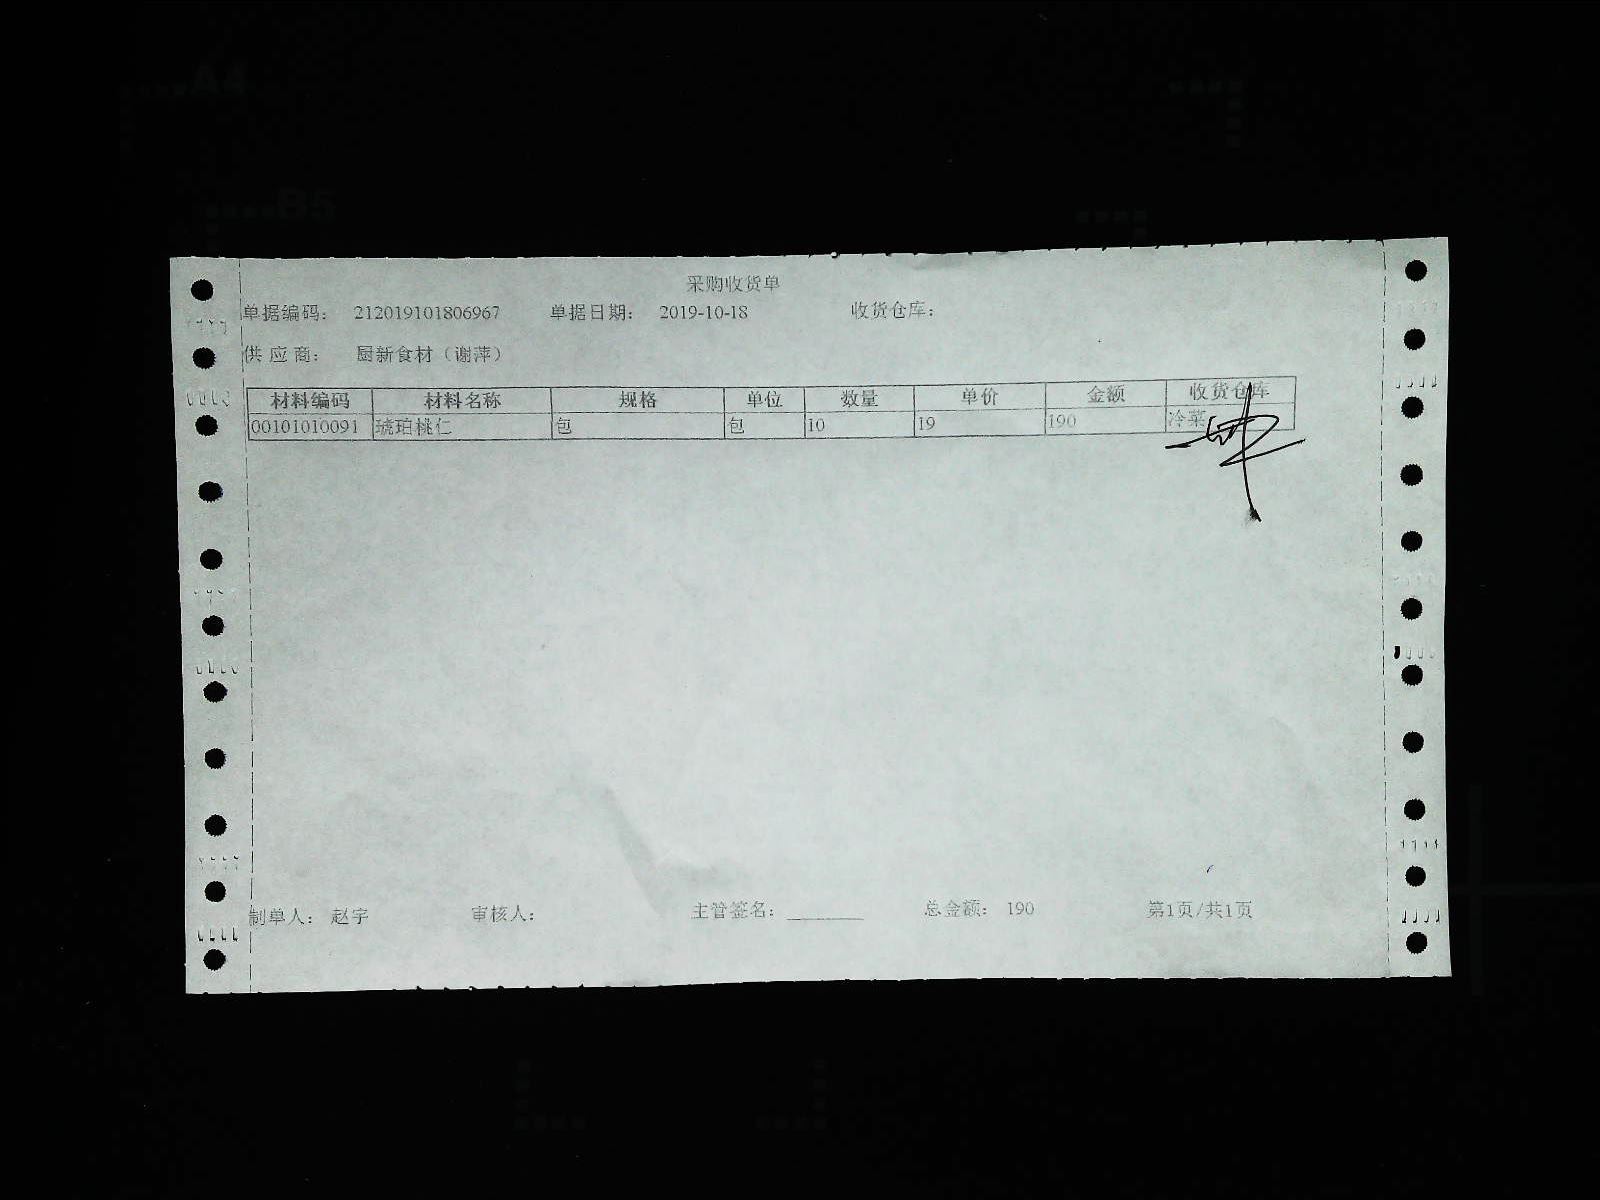 A4
B5
采购收货单
单据编码： 212019101806967 单据日期： 2019-10-18 收货仓库：
供应商： 厨新食材（谢萍）
材料编码 材料名称 规格 单位 数量 单价 金额 收货仓库
00101010091 琥珀桃仁 包 包 10 19 190 冷菜
制单人： 赵宇 审核人： 主管签名： ________ 总金额： 190 第1页/共1页